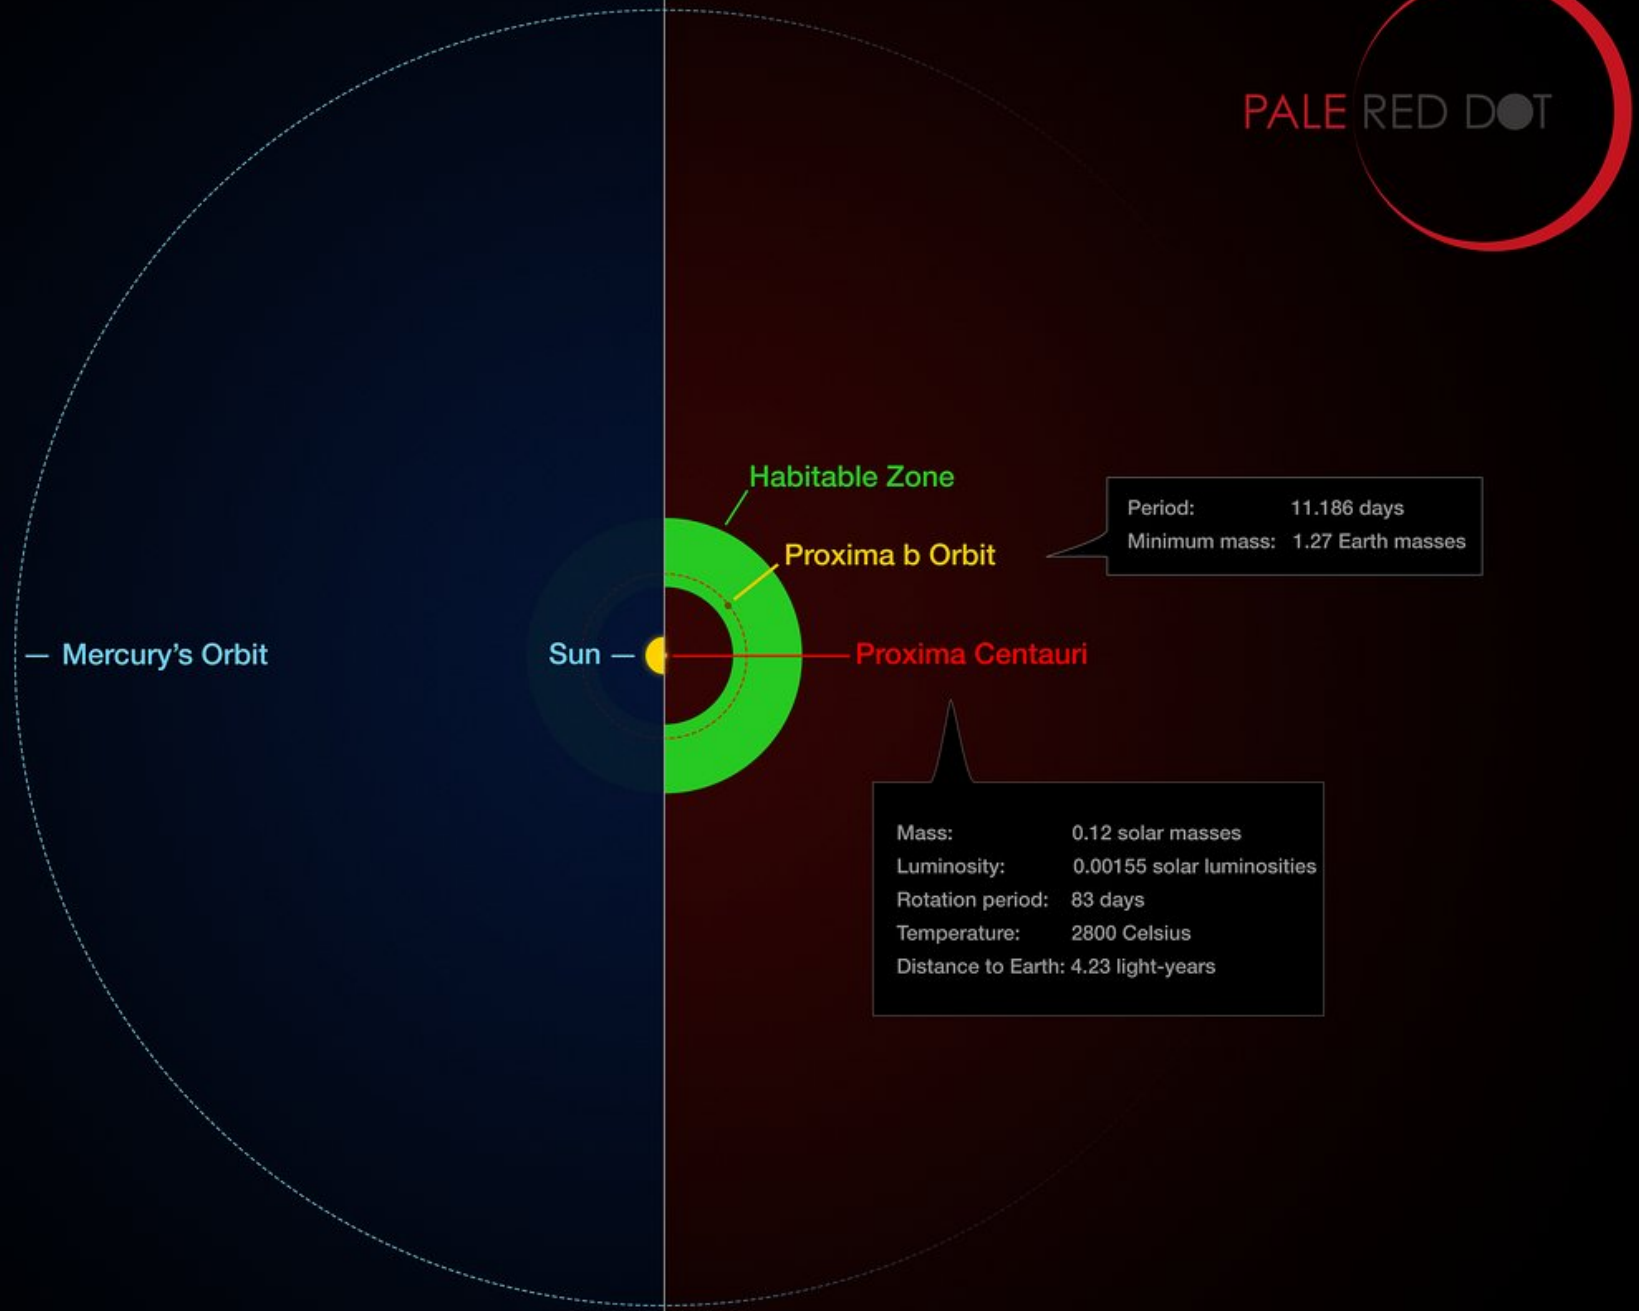 PALE RED DOT
Habitable Zone
Period: 11.186 days
Minimum mass: 1.27 Earth masses
Proxima b Orbit
Mercury’s Orbit
Sun
Proxima Centauri
Mass: 0.12 solar masses
Luminosity: 0.00155 solar luminosities
Rotation period: 83 days
Temperature: 2800 Celsius
Distance to Earth: 4.23 light-years